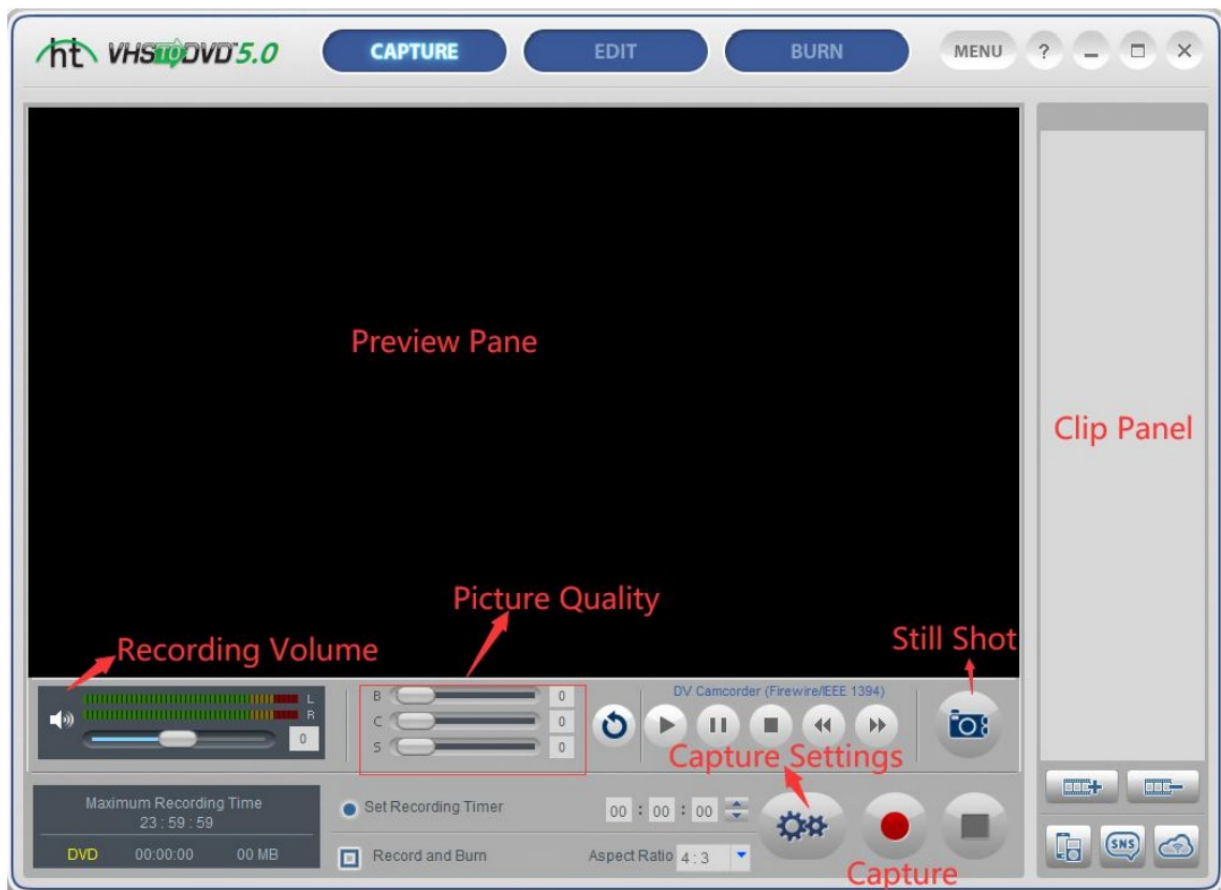 ht VHS TO DVD 5.0
CAPTURE
EDIT
BURN
MENU
?
Preview Pane
Clip Panel
Picture Quality
Recording Volume
Still Shot
L
R
0
B 0
C 0
S 0
DV Camcorder (Firewire/IEEE 1394)
Capture Settings
Maximum Recording Time
23 : 59 : 59
DVD 00:00:00 00 MB
Set Recording Timer 00 : 00 : 00
Record and Burn Aspect Ratio 4 : 3
Capture
SNS